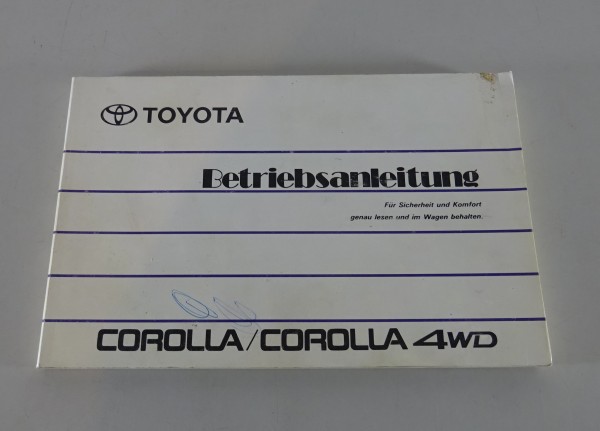 TOYOTA
Betriebsanleitung
Für Sicherheit und Komfort
genau lesen und im Wagen behalten.
COROLLA/COROLLA 4WD